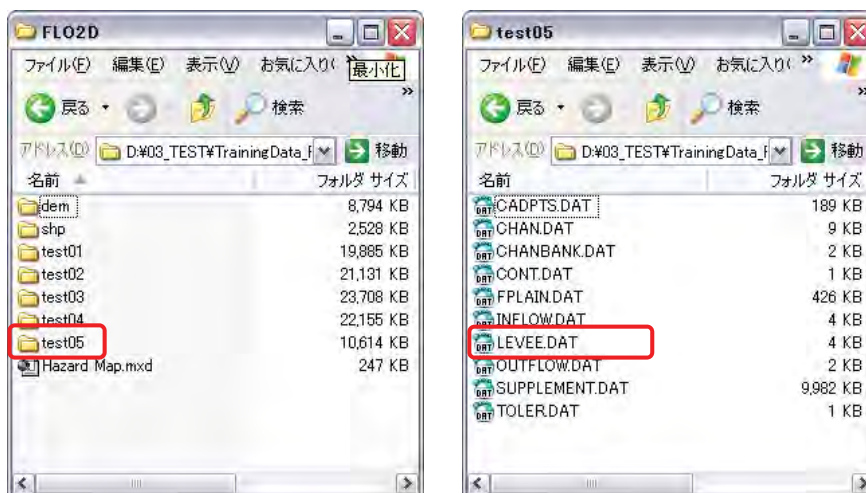 FLO2D
ファイル(F) 編集(E) 表示(V) お気に入り( »
最小化
戻る 検索 »
アドレス(D) D:¥03_TEST¥TrainingData_F 移動
名前 フォルダ サイズ
dem 8,794 KB
shp 2,528 KB
test01 19,885 KB
test02 21,131 KB
test03 23,708 KB
test04 22,155 KB
test05 10,614 KB
Hazard Map.mxd 247 KB
test05
ファイル(F) 編集(E) 表示(V) お気に入り( »
戻る 検索 »
アドレス(D) D:¥03_TEST¥TrainingData_F 移動
名前 フォルダ サイズ
CADPTS.DAT 189 KB
CHAN.DAT 9 KB
CHANBANK.DAT 2 KB
CONT.DAT 1 KB
FPLAIN.DAT 426 KB
INFLOW.DAT 4 KB
LEVEE.DAT 4 KB
OUTFLOW.DAT 2 KB
SUPPLEMENT.DAT 9,982 KB
TOLER.DAT 1 KB